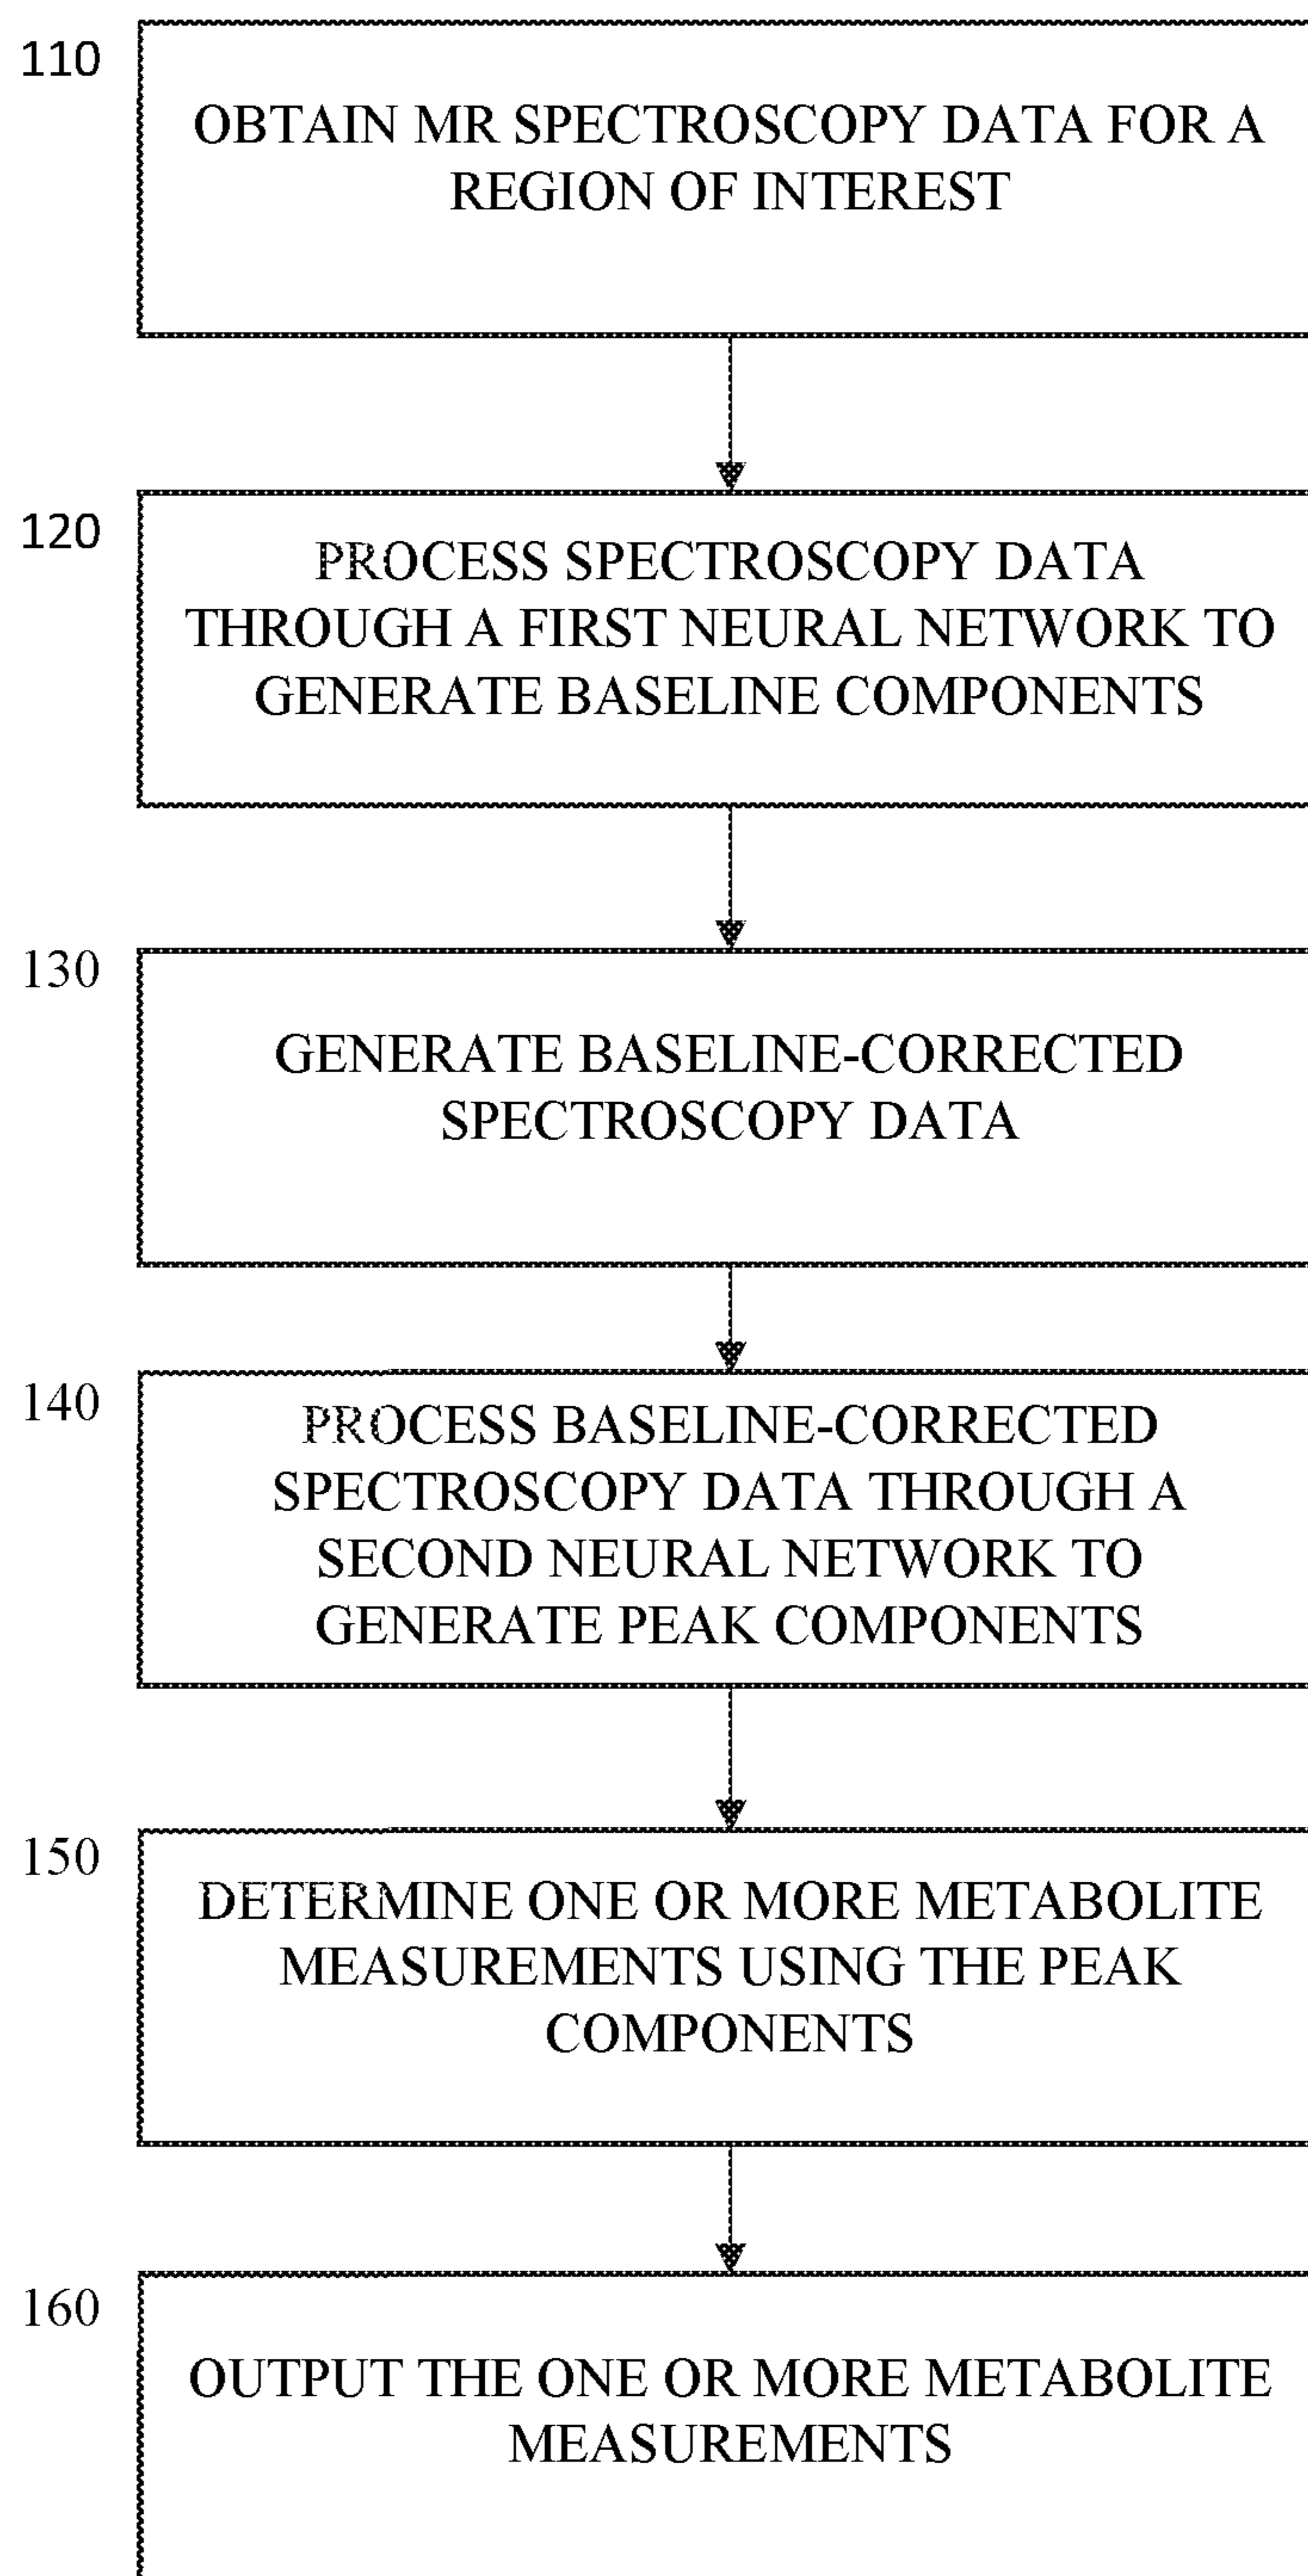 110
OBTAIN MR SPECTROSCOPY DATA FOR A
REGION OF INTEREST
120
PROCESS SPECTROSCOPY DATA
THROUGH A FIRST NEURAL NETWORK TO
GENERATE BASELINE COMPONENTS
130
GENERATE BASELINE-CORRECTED
SPECTROSCOPY DATA
140
PROCESS BASELINE-CORRECTED
SPECTROSCOPY DATA THROUGH A
SECOND NEURAL NETWORK TO
GENERATE PEAK COMPONENTS
150
DETERMINE ONE OR MORE METABOLITE
MEASUREMENTS USING THE PEAK
COMPONENTS
160
OUTPUT THE ONE OR MORE METABOLITE
MEASUREMENTS